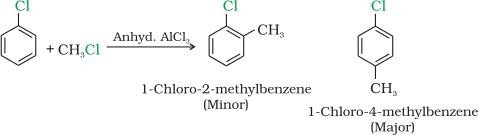 Cl
+ CH₃Cl
Anhyd. AlCl₃
Cl
CH₃
1-Chloro-2-methylbenzene
(Minor)
Cl
CH₃
1-Chloro-4-methylbenzene
(Major)